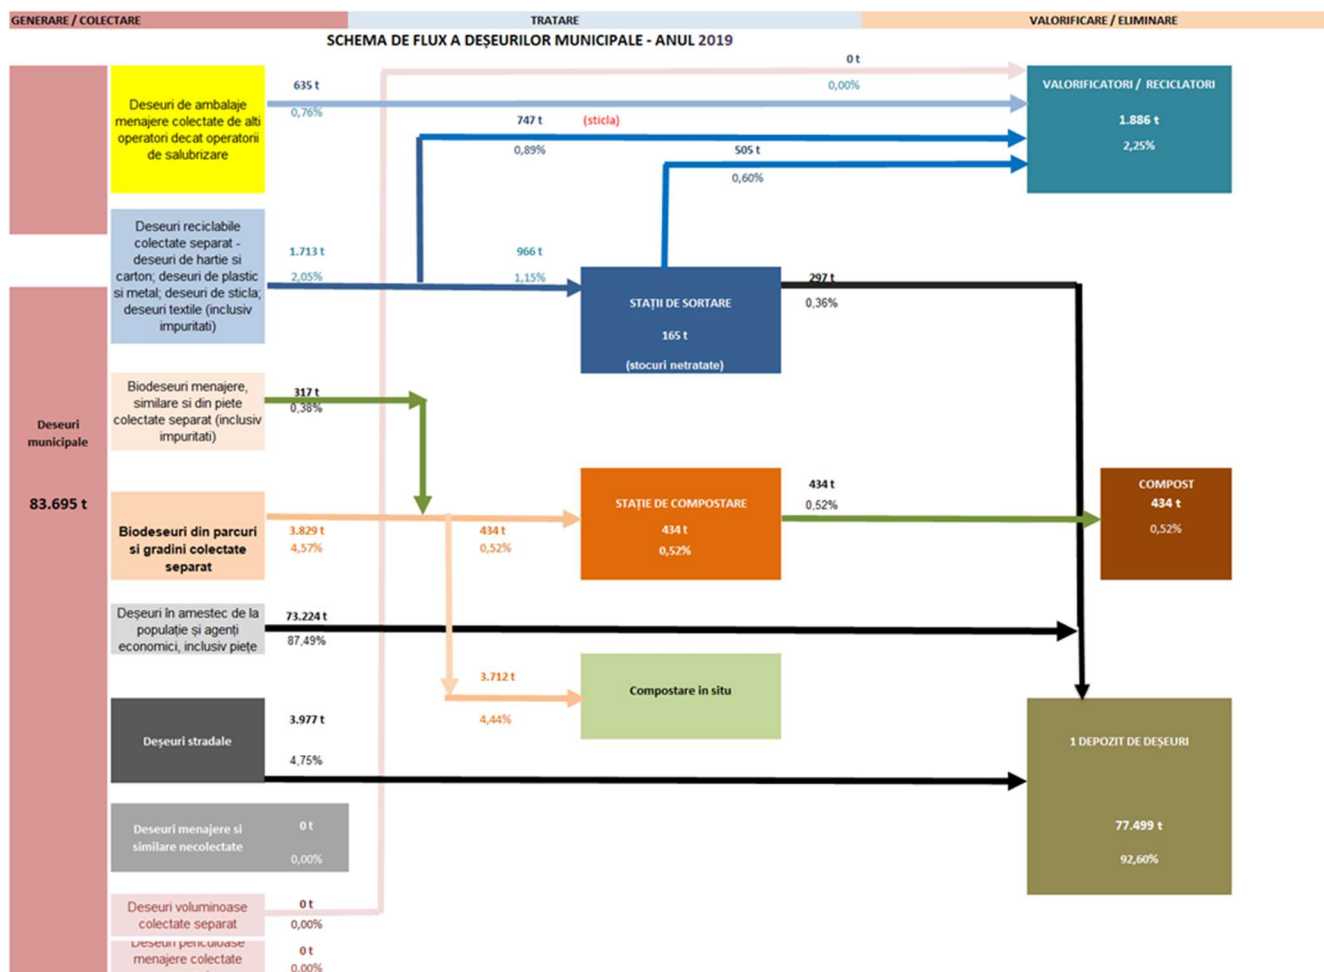 GENERARE / COLECTARE
TRATARE
VALORIFICARE / ELIMINARE
SCHEMA DE FLUX A DEȘEURILOR MUNICIPALE - ANUL 2019
Deseuri de ambalaje
menajere colectate de alti
operatori decat operatorii
de salubrizare
635 t
0,76%
0 t
0,00%
747 t
(sticla)
0,89%
505 t
0,60%
VALORIFICATORI / RECICLATORI
1.886 t
2,25%
Deseuri reciclabile
colectate separat -
deseuri de hartie si
carton; deseuri de plastic
si metal; deseuri de sticla;
deseuri textile (inclusiv
impuritati)
1.713 t
2,05%
966 t
1,15%
STAȚII DE SORTARE
165 t
(stocuri netratate)
297 t
0,36%
Deseuri
municipale
83.695 t
Biodeseuri menajere,
similare si din piete
colectate separat (inclusiv
impuritati)
317 t
0,38%
Biodeseuri din parcuri
si gradini colectate
separat
3.829 t
4,57%
434 t
0,52%
STAȚIE DE COMPOSTARE
434 t
0,52%
434 t
0,52%
COMPOST
434 t
0,52%
Deșeuri în amestec de la
populație și agenți
economici, inclusiv piețe
73.224 t
87,49%
3.712 t
4,44%
Compostare in situ
Deșeuri stradale
3.977 t
4,75%
1 DEPOZIT DE DEȘEURI
77.499 t
92,60%
Deseuri menajere si
similare necolectate
0 t
0,00%
Deseuri voluminoase
colectate separat
0 t
0,00%
Deseuri periculoase
menajere colectate
0 t
0,00%